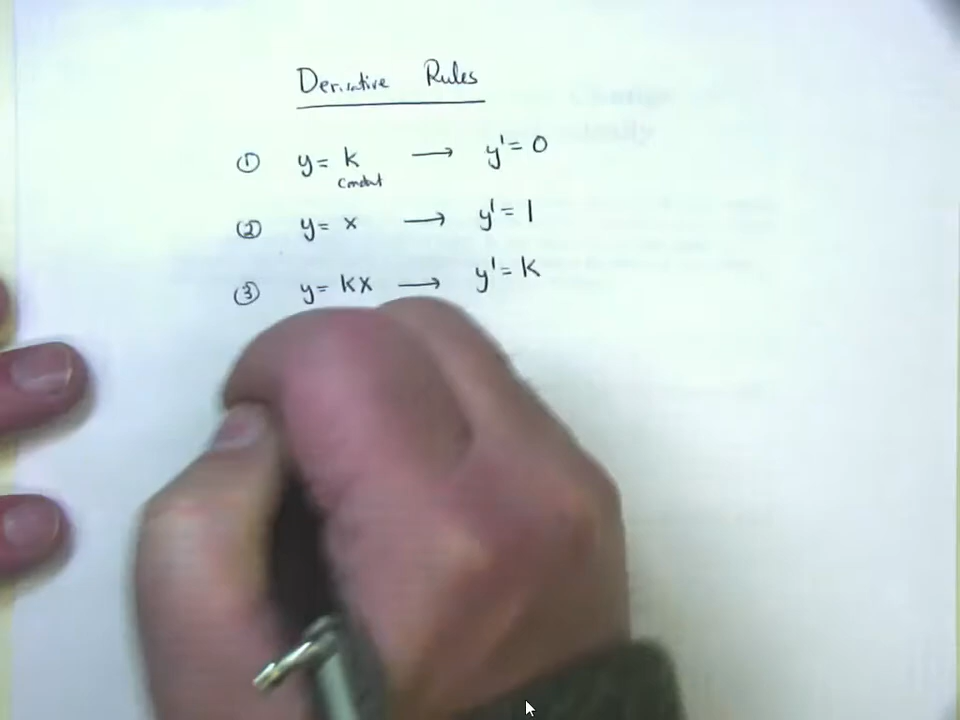 Derivative Rules
① y = k → y' = 0
constant
② y = x → y' = 1
③ y = kx → y' = k